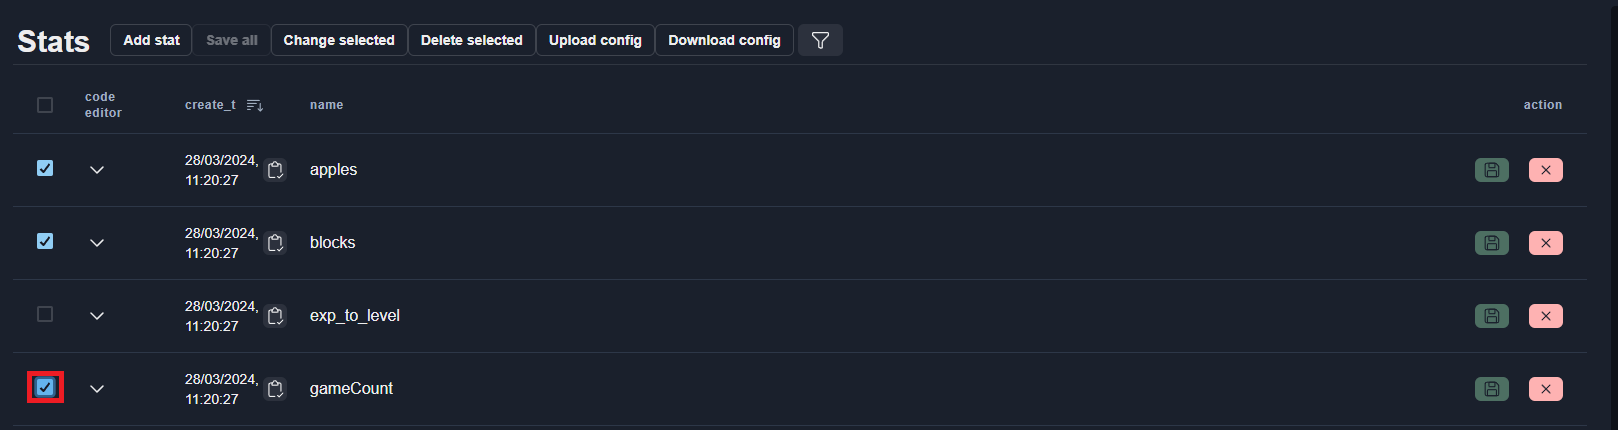 Stats Add stat Save all Change selected Delete selected Upload config Download config
code
editor create_t name action
28/03/2024,
11:20:27 apples
28/03/2024,
11:20:27 blocks
28/03/2024,
11:20:27 exp_to_level
28/03/2024,
11:20:27 gameCount